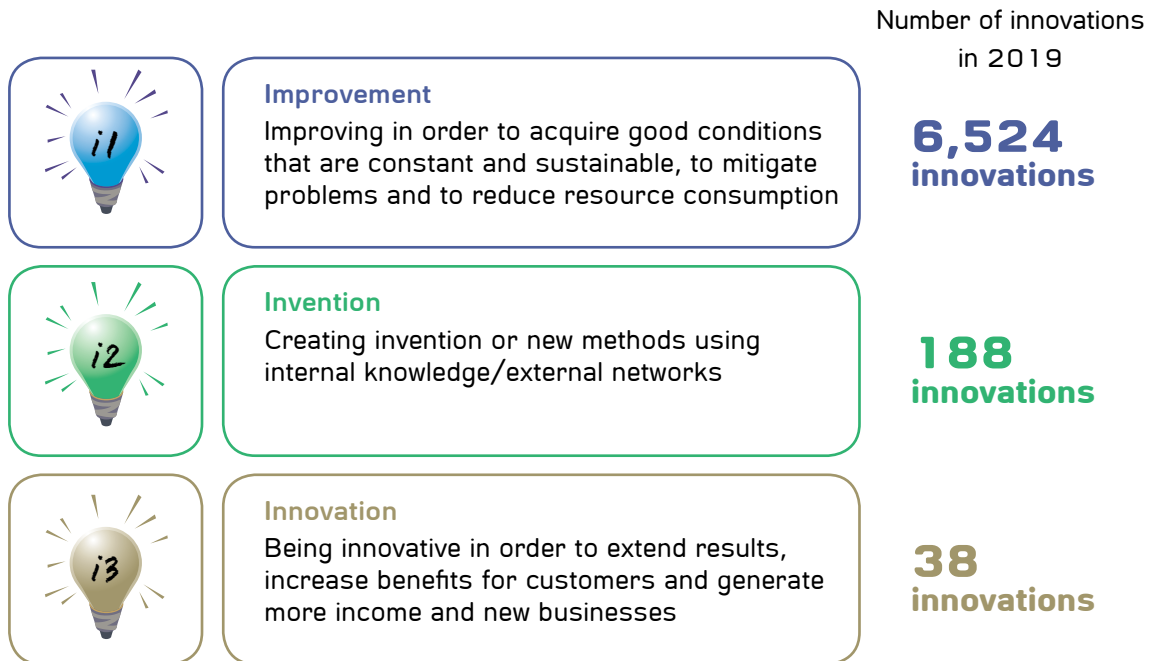 Number of innovations
in 2019
i1
Improvement
Improving in order to acquire good conditions
that are constant and sustainable, to mitigate
problems and to reduce resource consumption
6,524
innovations
i2
Invention
Creating invention or new methods using
internal knowledge/external networks
188
innovations
i3
Innovation
Being innovative in order to extend results,
increase benefits for customers and generate
more income and new businesses
38
innovations